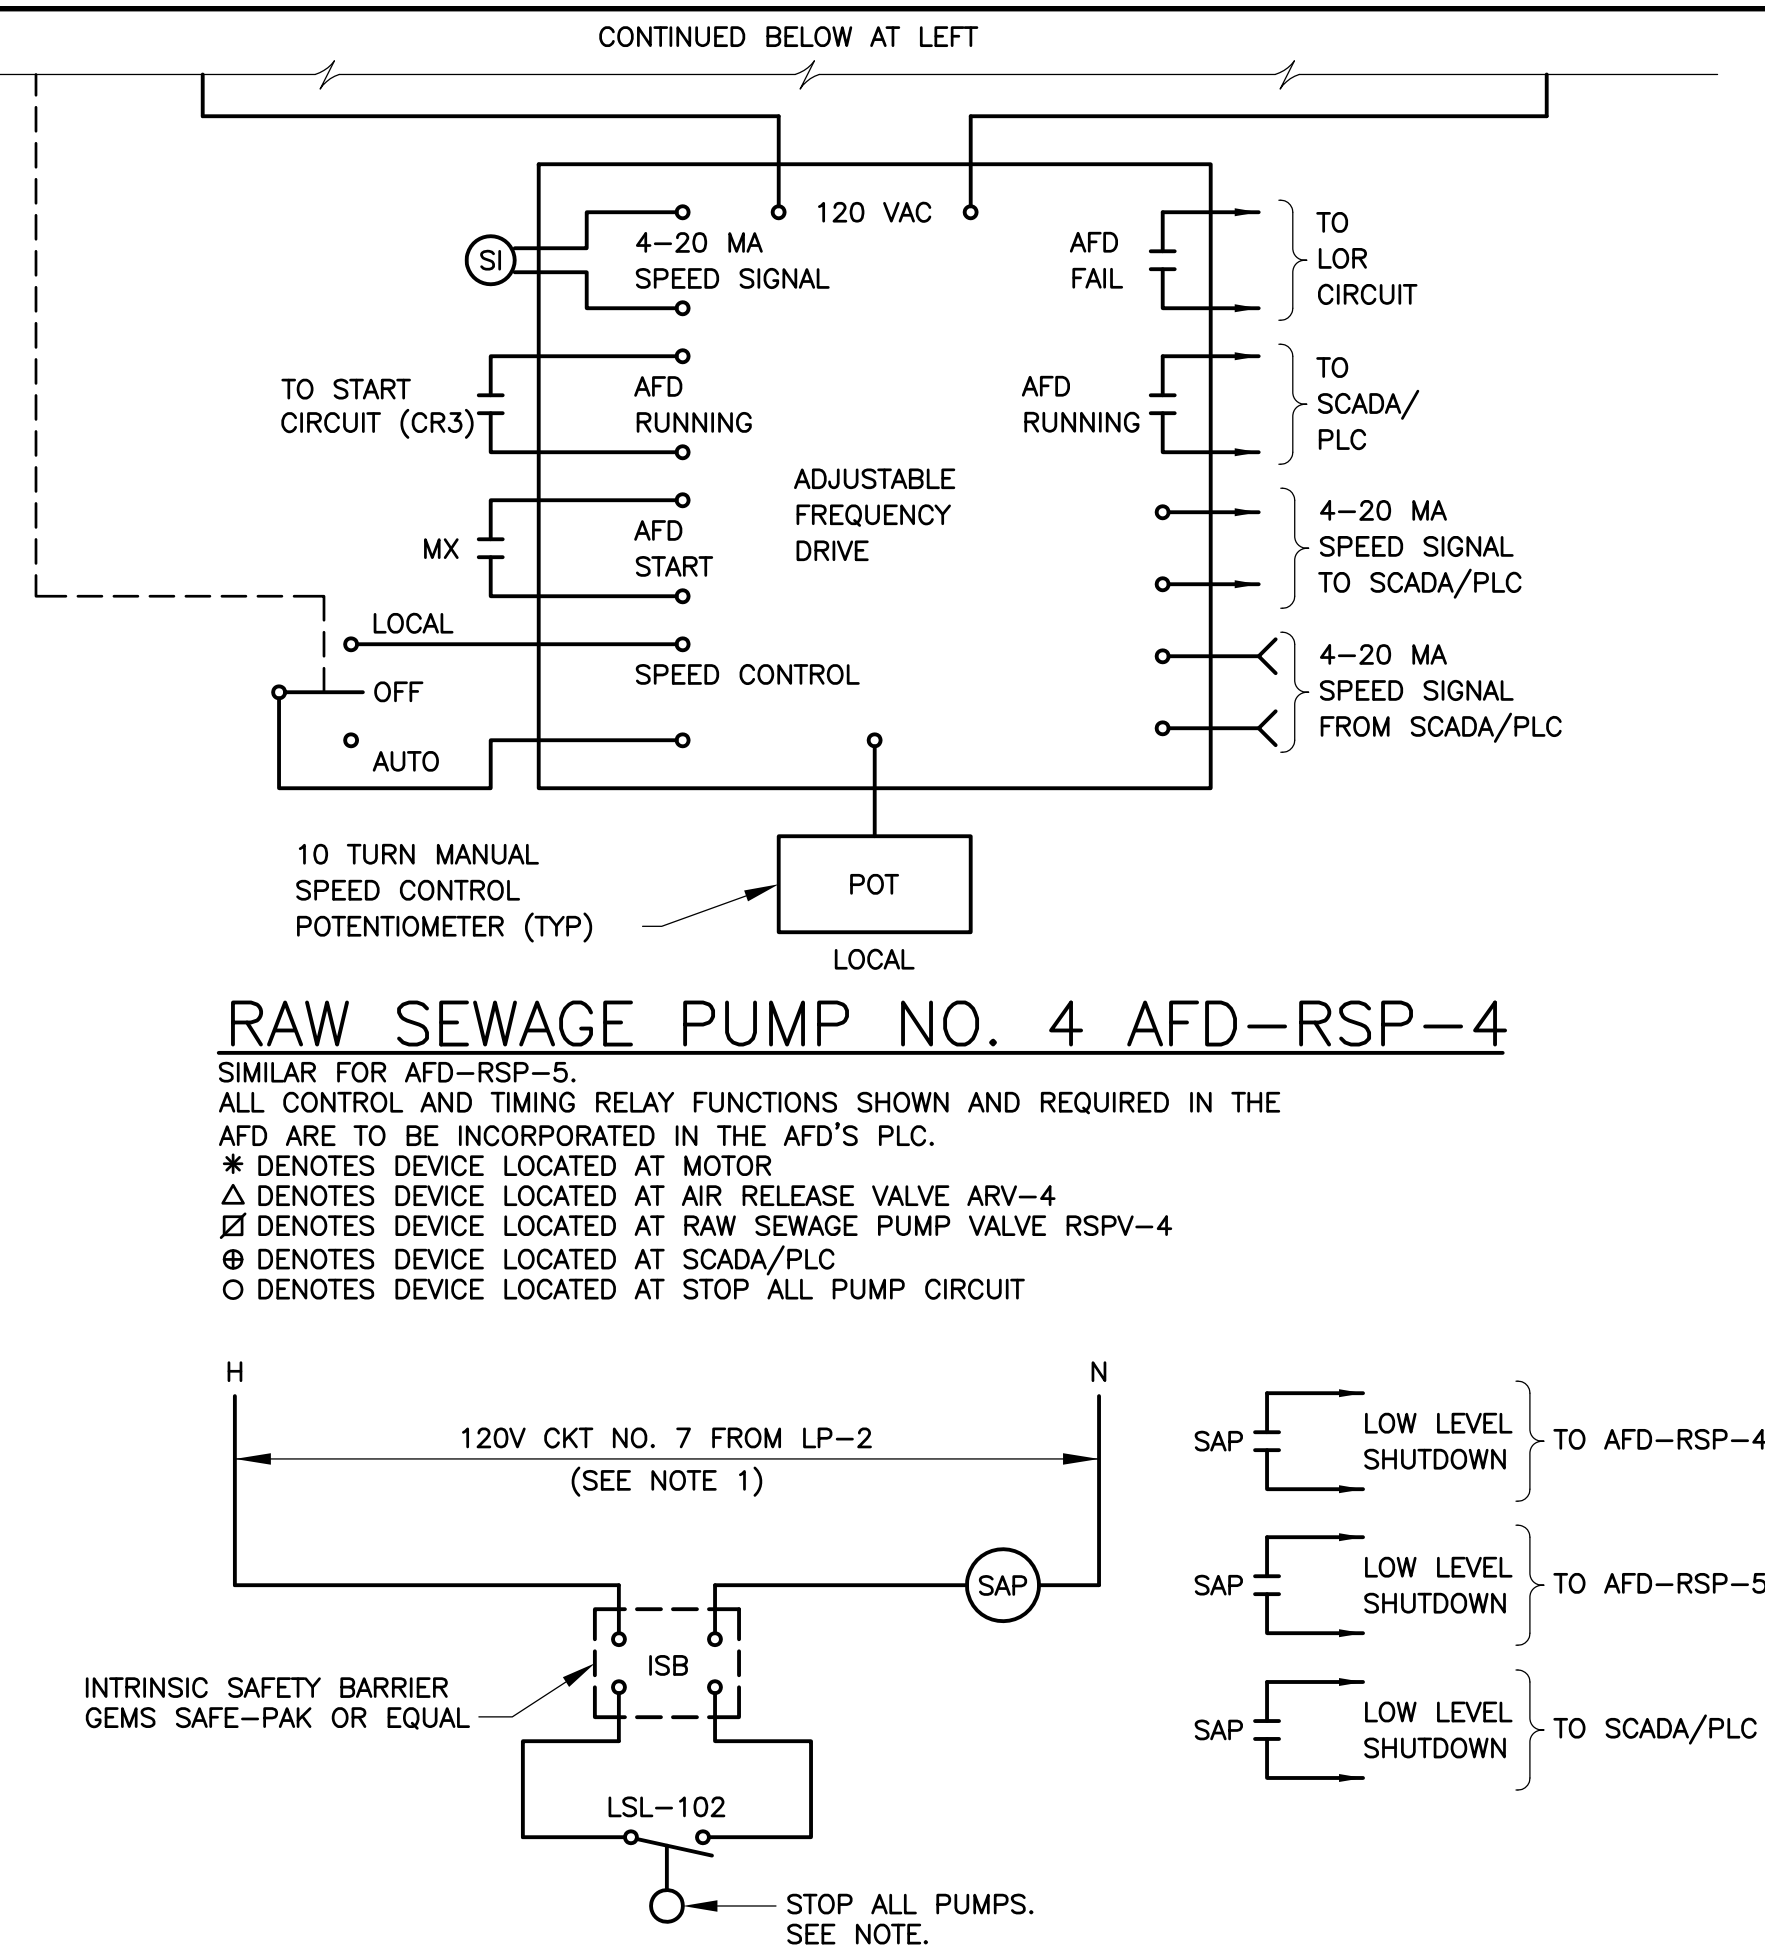 CONTINUED BELOW AT LEFT
120 VAC
SI
4-20 MA
SPEED SIGNAL
AFD
FAIL
TO
LOR
CIRCUIT
TO START
CIRCUIT (CR3)
AFD
RUNNING
AFD
RUNNING
TO
SCADA/
PLC
ADJUSTABLE
FREQUENCY
DRIVE
MX
AFD
START
4-20 MA
SPEED SIGNAL
TO SCADA/PLC
LOCAL
OFF
AUTO
SPEED CONTROL
4-20 MA
SPEED SIGNAL
FROM SCADA/PLC
10 TURN MANUAL
SPEED CONTROL
POTENTIOMETER (TYP)
POT
LOCAL
RAW SEWAGE PUMP NO. 4 AFD-RSP-4
SIMILAR FOR AFD-RSP-5.
ALL CONTROL AND TIMING RELAY FUNCTIONS SHOWN AND REQUIRED IN THE
AFD ARE TO BE INCORPORATED IN THE AFD'S PLC.
DENOTES DEVICE LOCATED AT MOTOR
DENOTES DEVICE LOCATED AT AIR RELEASE VALVE ARV-4
DENOTES DEVICE LOCATED AT RAW SEWAGE PUMP VALVE RSPV-4
DENOTES DEVICE LOCATED AT SCADA/PLC
DENOTES DEVICE LOCATED AT STOP ALL PUMP CIRCUIT
H
N
120V CKT NO. 7 FROM LP-2
(SEE NOTE 1)
SAP
ISB
INTRINSIC SAFETY BARRIER
GEMS SAFE-PAK OR EQUAL
LSL-102
STOP ALL PUMPS.
SEE NOTE.
SAP
LOW LEVEL
SHUTDOWN
TO AFD-RSP-4
SAP
LOW LEVEL
SHUTDOWN
TO AFD-RSP-5
SAP
LOW LEVEL
SHUTDOWN
TO SCADA/PLC